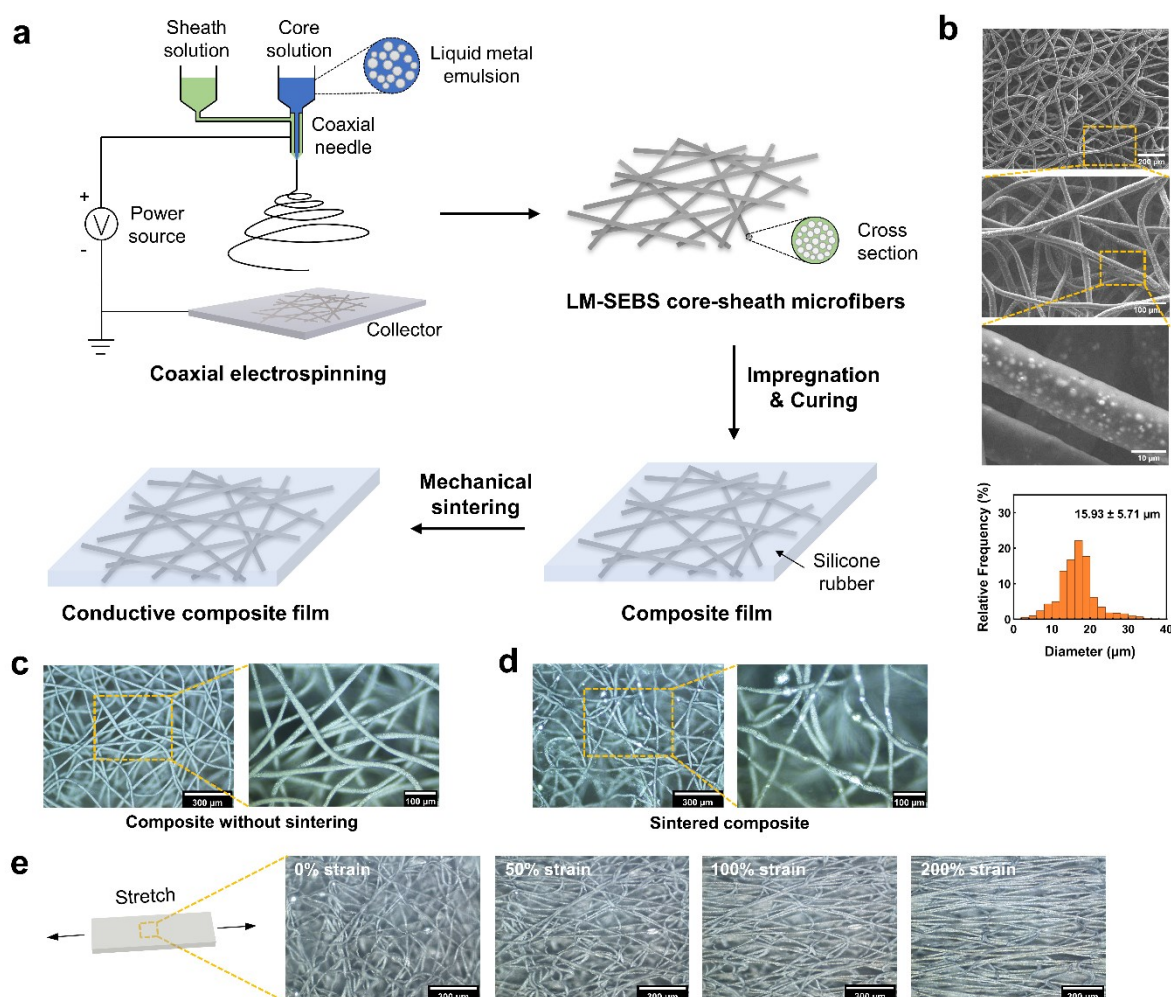 a
Sheath
solution
Core
solution
Liquid metal
emulsion
Coaxial
needle
+
V
-
Power
source
Collector
Coaxial electrospinning
Cross
section
LM-SEBS core-sheath microfibers
Impregnation
& Curing
Mechanical
sintering
Silicone
rubber
Conductive composite film
Composite film
b
200 µm
100 µm
10 µm
Relative Frequency (%)
30
20
10
0
15.93 ± 5.71 µm
0 10 20 30 40
Diameter (µm)
c
300 µm
100 µm
Composite without sintering
d
300 µm
100 µm
Sintered composite
e
Stretch
0% strain
50% strain
100% strain
200% strain
300 µm
200 µm